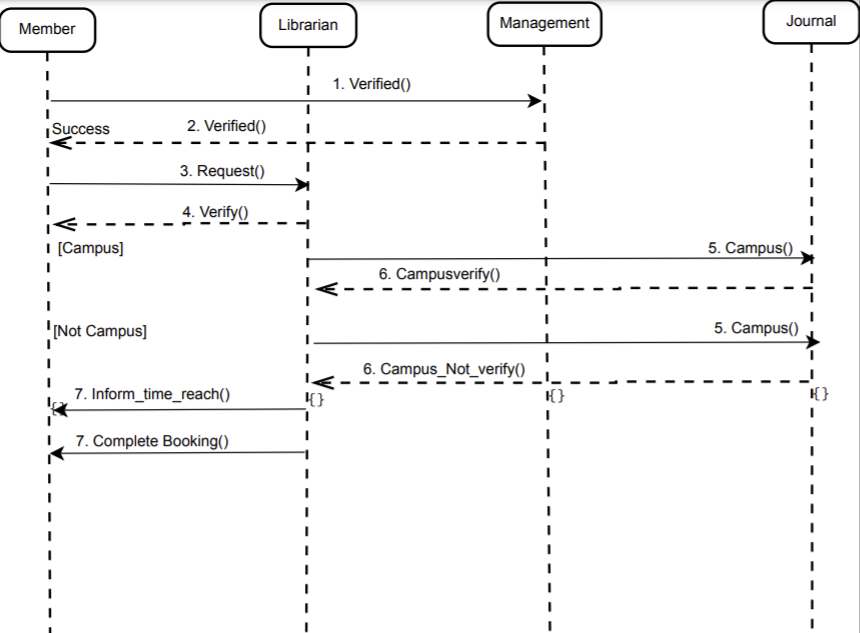 Member
Librarian
Management
Journal
1. Verified()
Success
2. Verified()
3. Request()
4. Verify()
[Campus]
5. Campus()
6. Campusverify()
[Not Campus]
5. Campus()
6. Campus_Not_verify()
7. Inform_time_reach()
{} {} {} {}
7. Complete Booking()